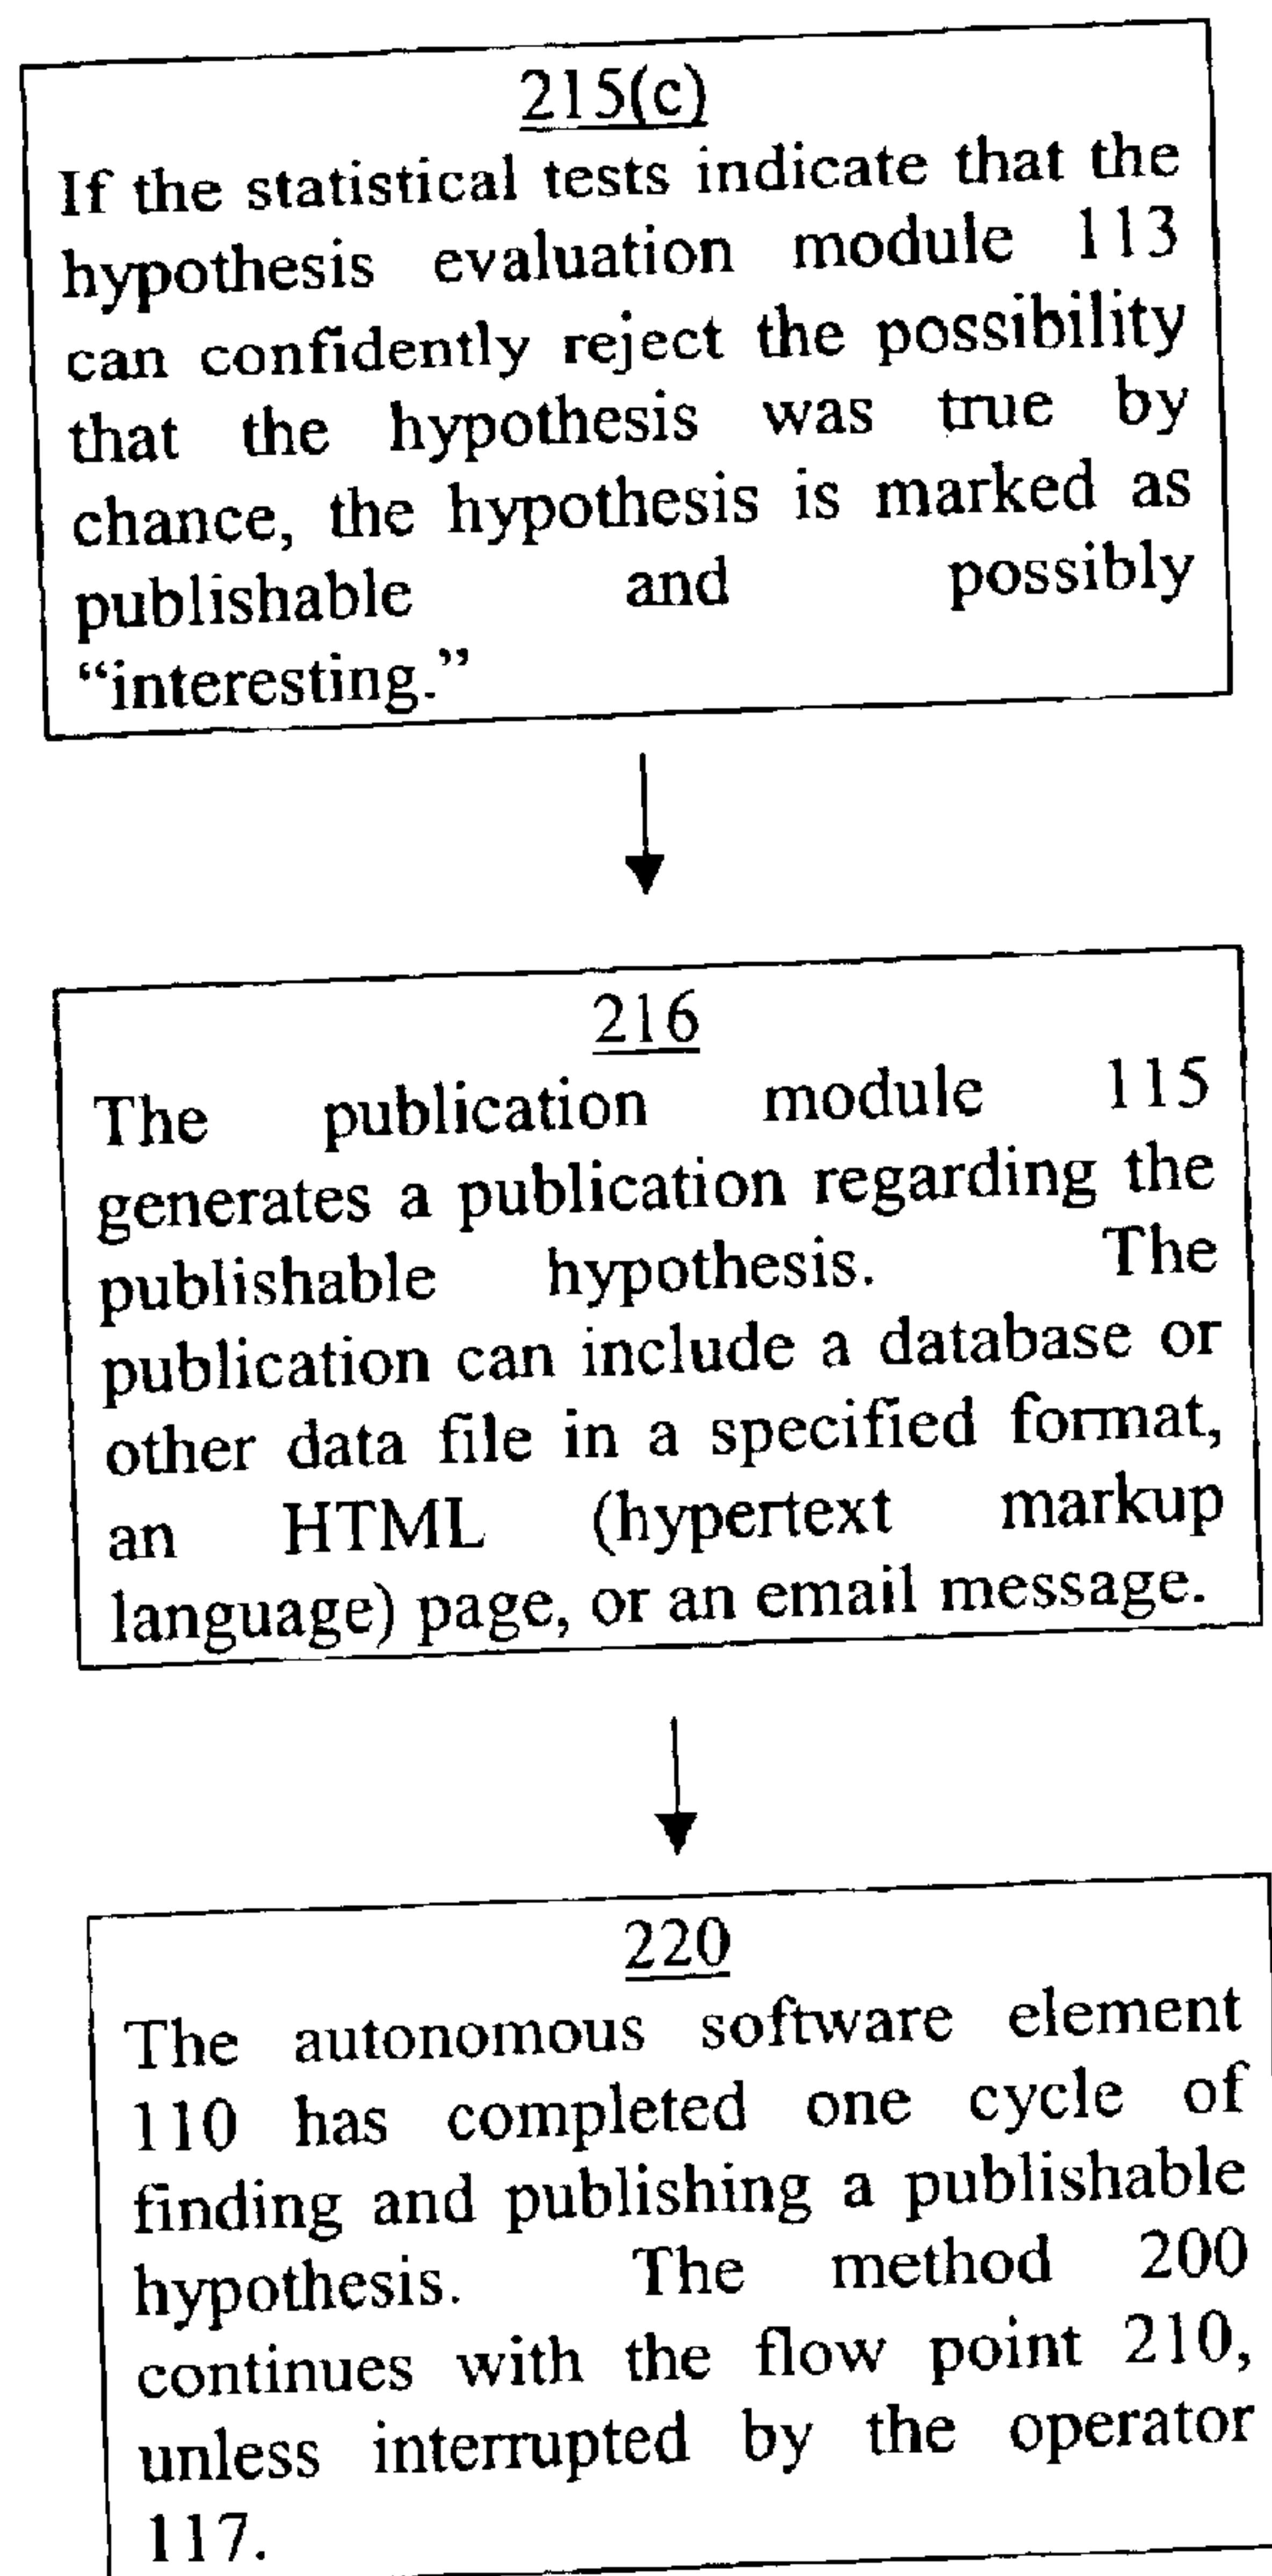 215(c)
If the statistical tests indicate that the
hypothesis evaluation module 113
can confidently reject the possibility
that the hypothesis was true by
chance, the hypothesis is marked as
publishable and possibly
“interesting.”
216
The publication module 115
generates a publication regarding the
publishable hypothesis. The
publication can include a database or
other data file in a specified format,
an HTML (hypertext markup
language) page, or an email message.
220
The autonomous software element
110 has completed one cycle of
finding and publishing a publishable
hypothesis. The method 200
continues with the flow point 210,
unless interrupted by the operator
117.